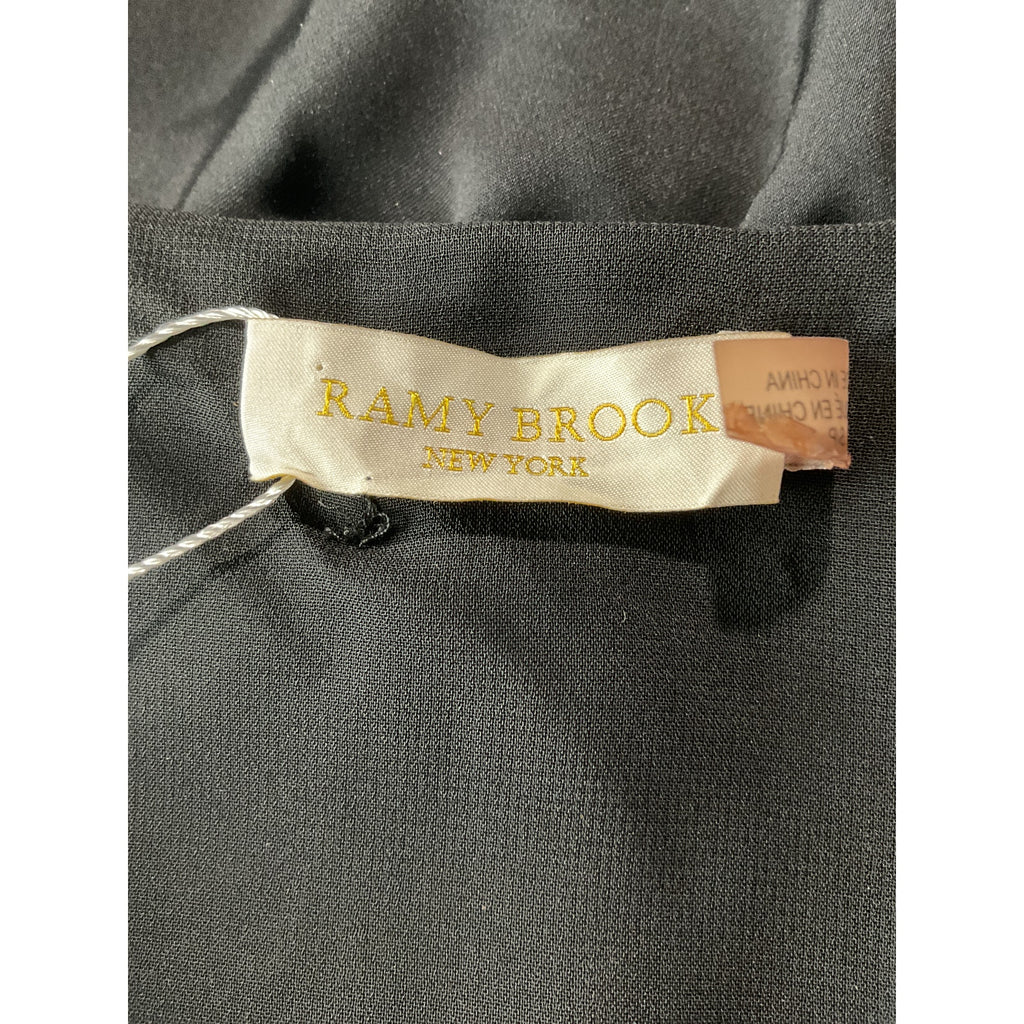 RAMY BROOK
NEW YORK
E IN CHINA
É EN CHINE